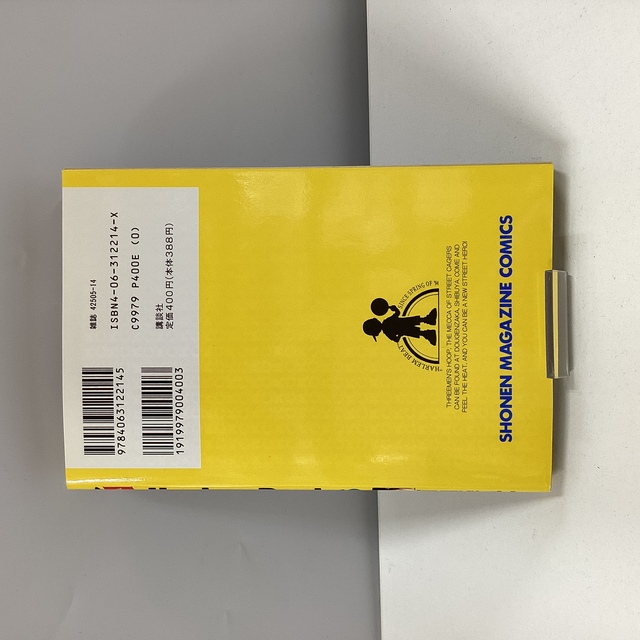 SHONEN MAGAZINE COMICS
SINCE SPRING OF '94
"HARLEM BEAT"
THREEMEN'S HOOP, THE MECCA OF STREET CAGERS
CAN BE FOUND AT DOUGENZAKA, SHIBUYA. COME AND
FEEL THE HEAT, AND YOU CAN BE A NEW STREET HERO!
9784063122145
1919979004003
雑誌 42505-14
ISBN4-06-312214-X
C9979 P400E (0)
講談社
定価400円(本体388円)